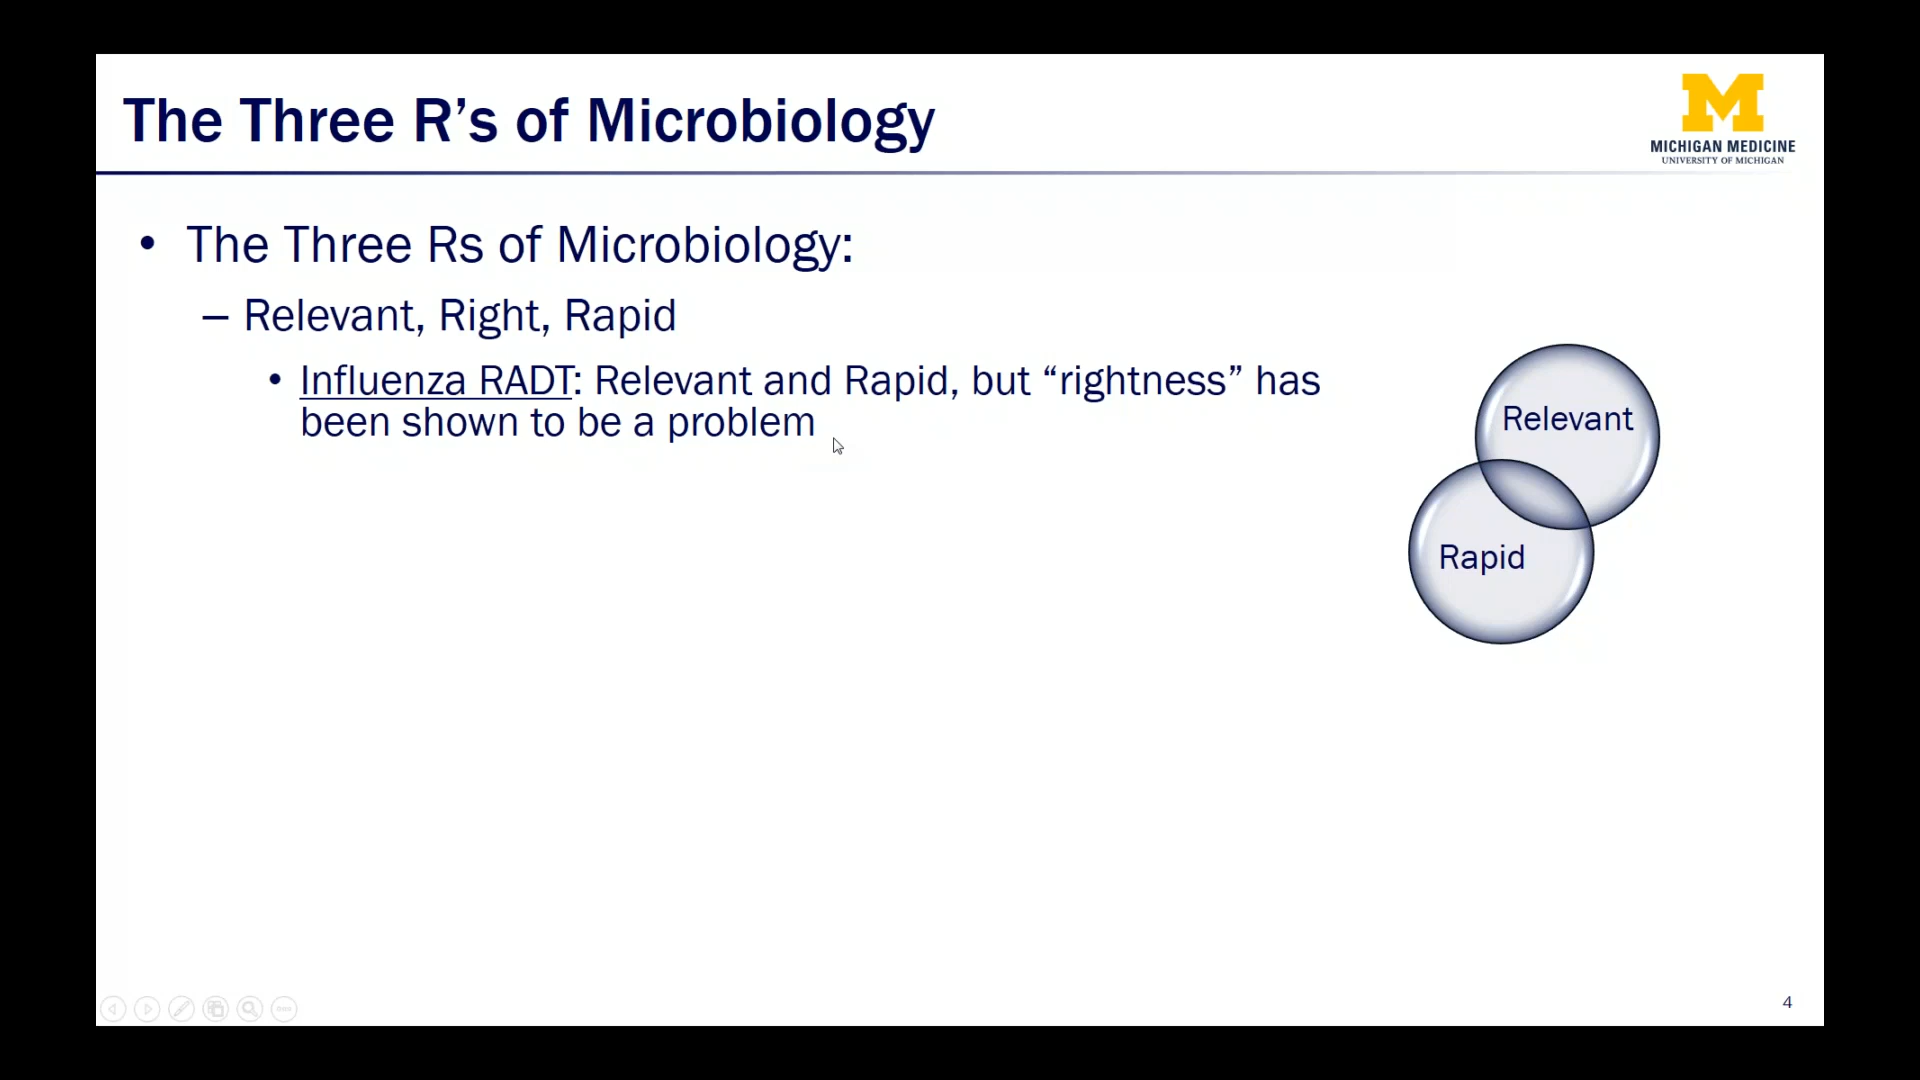 The Three R’s of Microbiology
M
MICHIGAN MEDICINE
UNIVERSITY OF MICHIGAN
• The Three Rs of Microbiology:
– Relevant, Right, Rapid
• Influenza RADT: Relevant and Rapid, but “rightness” has
been shown to be a problem
Relevant
Rapid
4